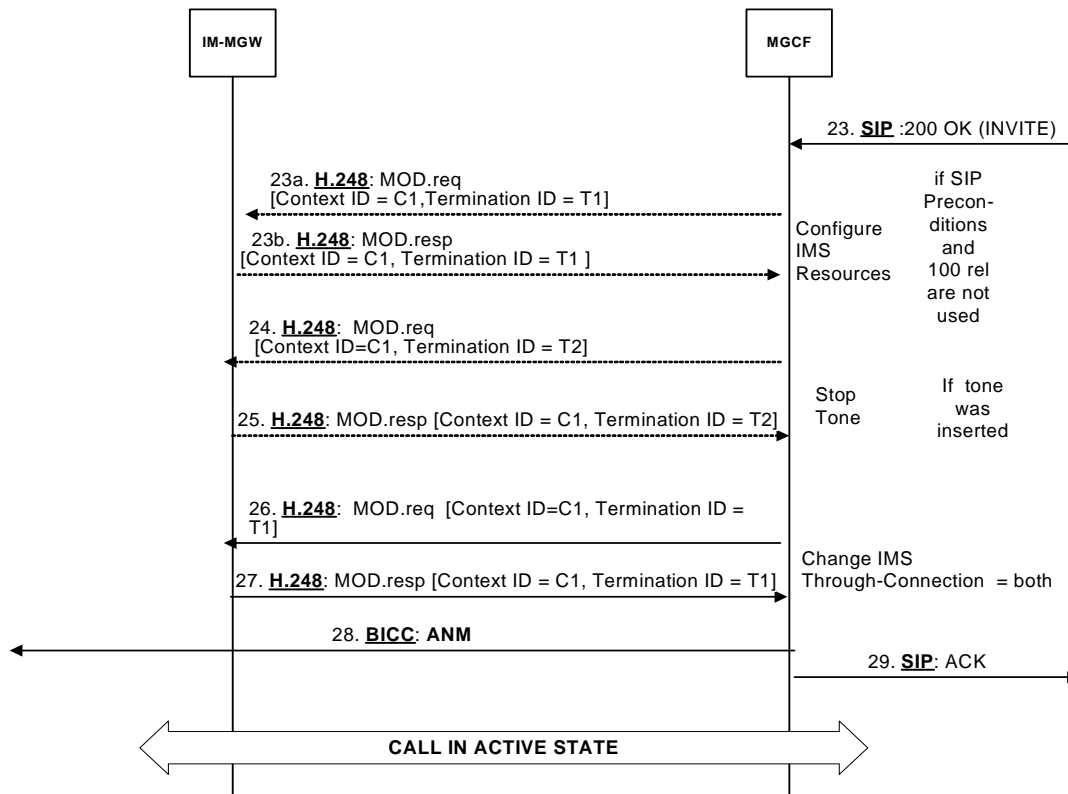 IM-MGW
MGCF
23. SIP :200 OK (INVITE)
23a. H.248: MOD.req
[Context ID = C1,Termination ID = T1]
if SIP
Precon-
ditions
and
100 rel
are not
used
Configure
IMS
Resources
23b. H.248: MOD.resp
[Context ID = C1, Termination ID = T1 ]
24. H.248: MOD.req
[Context ID=C1, Termination ID = T2]
Stop
Tone
If tone
was
inserted
25. H.248: MOD.resp [Context ID = C1, Termination ID = T2]
26. H.248: MOD.req [Context ID=C1, Termination ID =
T1]
Change IMS
Through-Connection = both
27. H.248: MOD.resp [Context ID = C1, Termination ID = T1]
28. BICC: ANM
29. SIP: ACK
CALL IN ACTIVE STATE